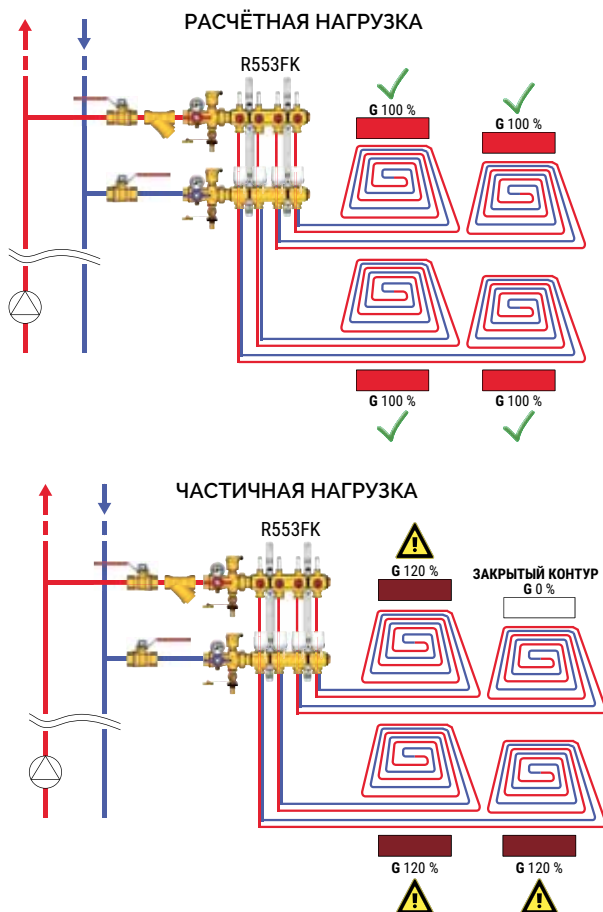 РАСЧЁТНАЯ НАГРУЗКА
R553FK
G 100 %
G 100 %
G 100 %
G 100 %
ЧАСТИЧНАЯ НАГРУЗКА
R553FK
G 120 %
ЗАКРЫТЫЙ КОНТУР
G 0 %
G 120 %
G 120 %